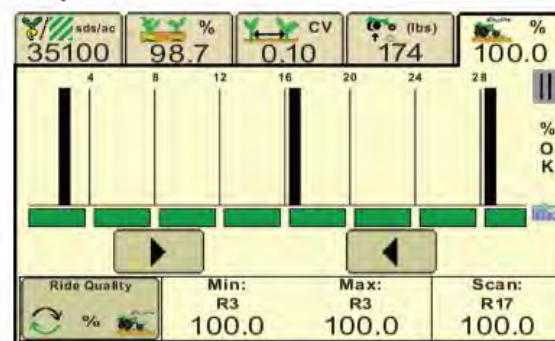 sds/ac % CV (lbs) %
35100 98.7 0.10 174 100.0
4 8 12 16 20 24 28
%
O
K
Ride Quality Min: Max: Scan:
% R3 R3 R17
100.0 100.0 100.0